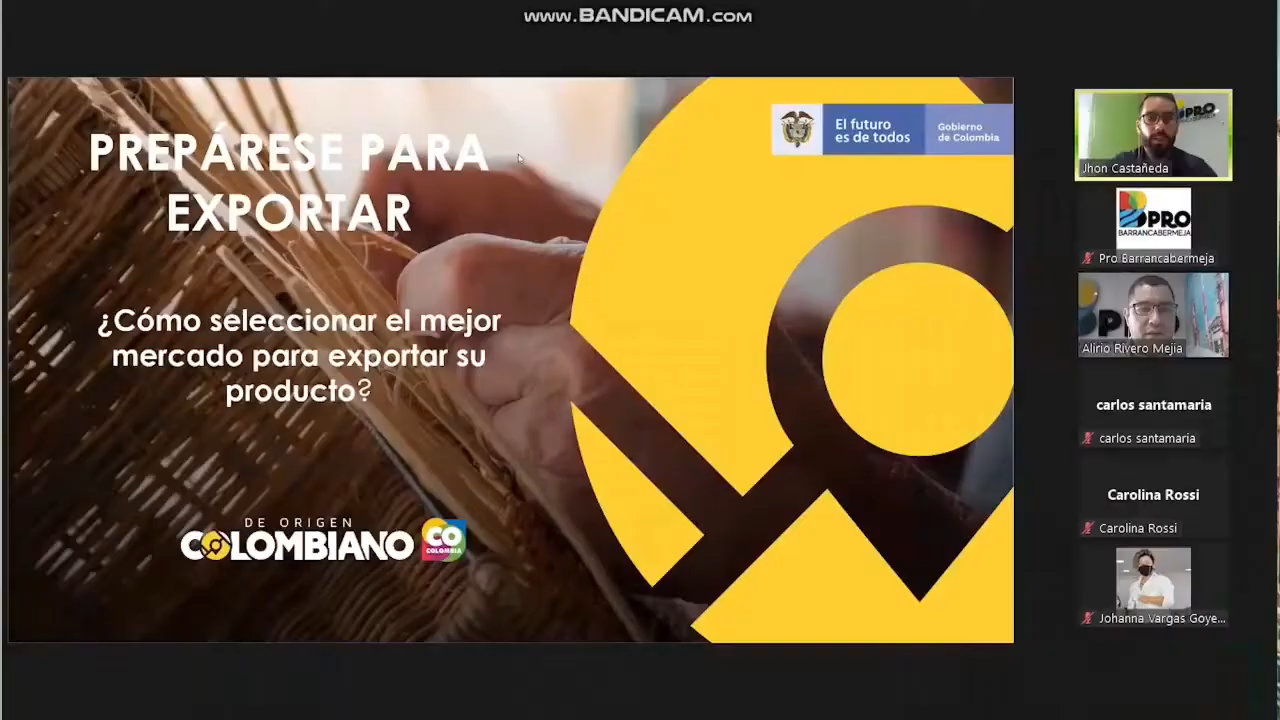 WWW.BANDICAM.COM
PREPÁRESE PARA
EXPORTAR
¿Cómo seleccionar el mejor
mercado para exportar su
producto?
DE ORIGEN
COLOMBIANO
CO
COLOMBIA
El futuro
es de todos
Gobierno
de Colombia
PRO
Jhon Castañeda
PRO
BARRANCABERMEJA
Pro Barrancabermeja
Alirio Rivero Mejia
carlos santamaria
carlos santamaria
Carolina Rossi
Carolina Rossi
Johanna Vargas Goye...